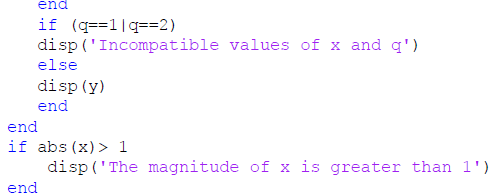 end
if (q==1|q==2)
disp('Incompatible values of x and q')
else
disp(y)
end
end
if abs(x)> 1
disp('The magnitude of x is greater than 1')
end